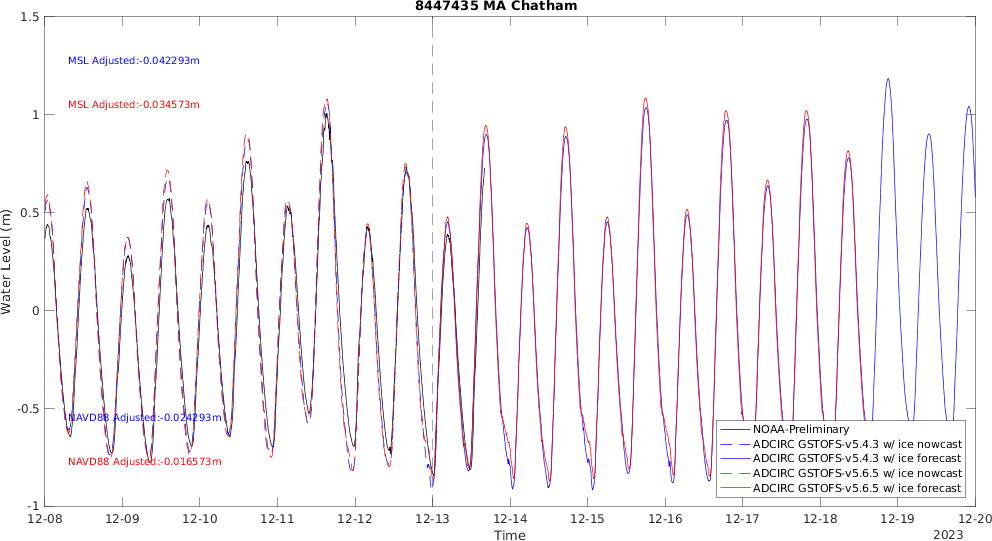 8447435 MA Chatham
1.5
MSL Adjusted:-0.042293m
MSL Adjusted:-0.034573m
1
0.5
Water Level (m)
0
-0.5
NAVD88 Adjusted:-0.024293m
NAVD88 Adjusted:-0.016573m
NOAA-Preliminary
ADCIRC GSTOFS-v5.4.3 w/ ice nowcast
ADCIRC GSTOFS-v5.4.3 w/ ice forecast
ADCIRC GSTOFS-v5.6.5 w/ ice nowcast
ADCIRC GSTOFS-v5.6.5 w/ ice forecast
-1
12-08 12-09 12-10 12-11 12-12 12-13 12-14 12-15 12-16 12-17 12-18 12-19 12-20
Time
2023